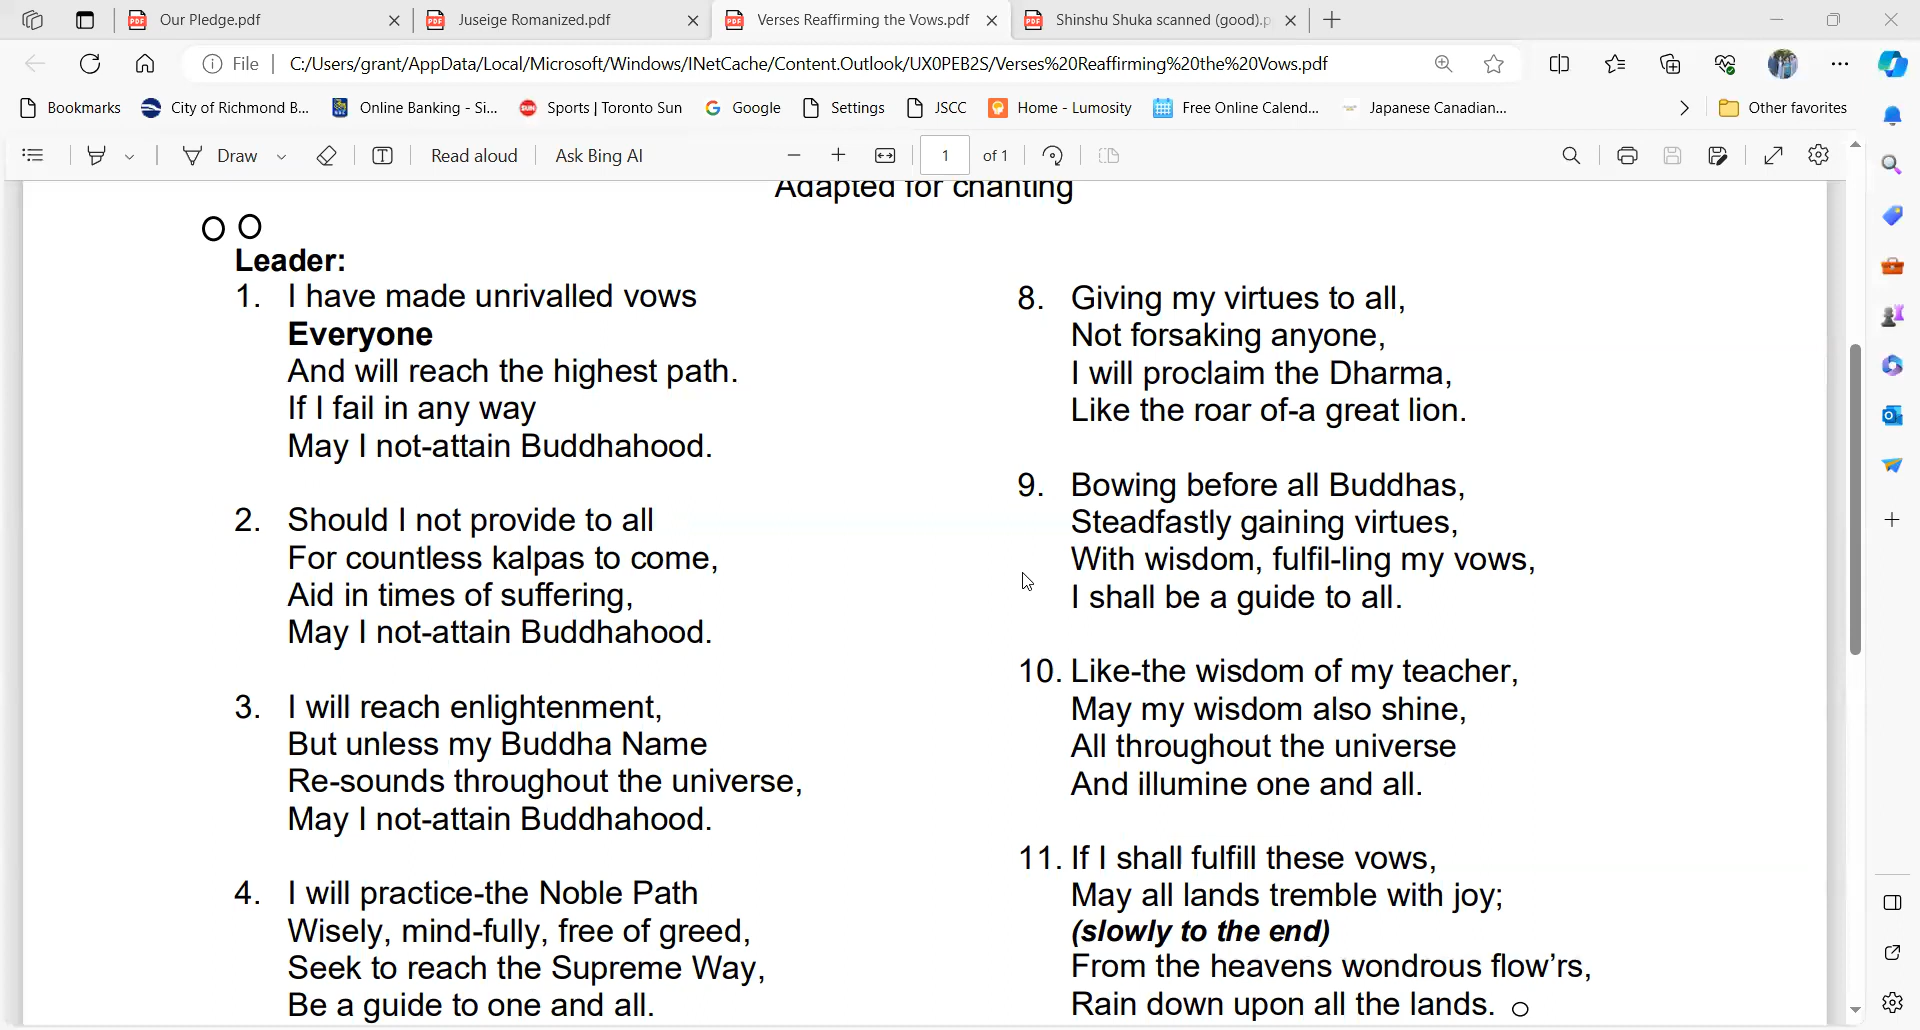 Our Pledge.pdf
Juseige Romanized.pdf
Verses Reaffirming the Vows.pdf
Shinshu Shuka scanned (good).p
File
C:/Users/grant/AppData/Local/Microsoft/Windows/INetCache/Content.Outlook/UX0PEB2S/Verses%20Reaffirming%20the%20Vows.pdf
Bookmarks
City of Richmond B...
Online Banking - Si...
Sports | Toronto Sun
Google
Settings
JSCC
Home - Lumosity
Free Online Calend...
Japanese Canadian...
Other favorites
Draw
Read aloud
Ask Bing AI
1 of 1
Adapted for chanting
O O
Leader:
1. I have made unrivalled vows
Everyone
And will reach the highest path.
If I fail in any way
May I not-attain Buddhahood.
2. Should I not provide to all
For countless kalpas to come,
Aid in times of suffering,
May I not-attain Buddhahood.
3. I will reach enlightenment,
But unless my Buddha Name
Re-sounds throughout the universe,
May I not-attain Buddhahood.
4. I will practice-the Noble Path
Wisely, mind-fully, free of greed,
Seek to reach the Supreme Way,
Be a guide to one and all.
8. Giving my virtues to all,
Not forsaking anyone,
I will proclaim the Dharma,
Like the roar of-a great lion.
9. Bowing before all Buddhas,
Steadfastly gaining virtues,
With wisdom, fulfil-ling my vows,
I shall be a guide to all.
10. Like-the wisdom of my teacher,
May my wisdom also shine,
All throughout the universe
And illumine one and all.
11. If I shall fulfill these vows,
May all lands tremble with joy;
(slowly to the end)
From the heavens wondrous flow'rs,
Rain down upon all the lands. O